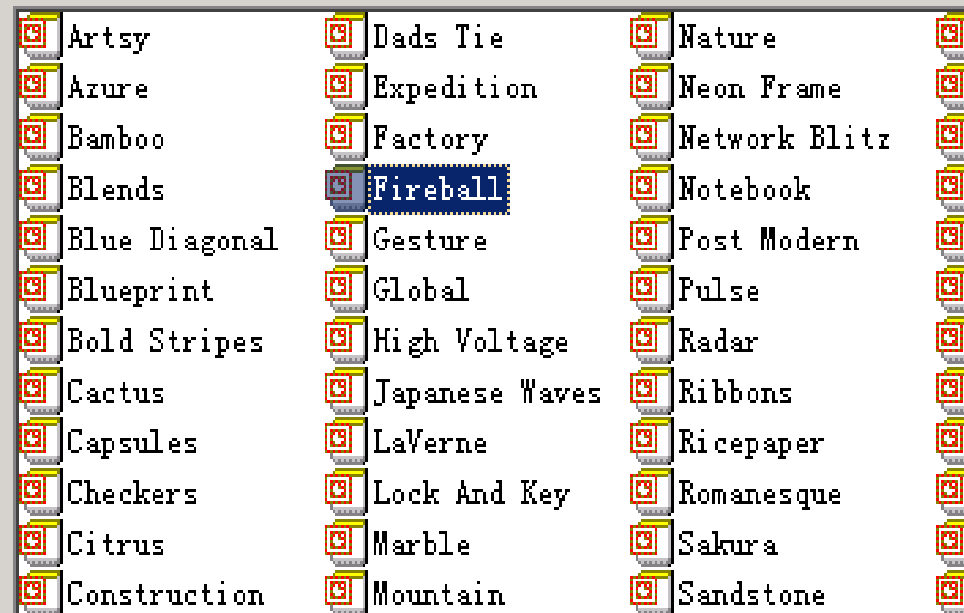 Artsy
Azure
Bamboo
Blends
Blue Diagonal
Blueprint
Bold Stripes
Cactus
Capsules
Checkers
Citrus
Construction
Dads Tie
Expedition
Factory
Fireball
Gesture
Global
High Voltage
Japanese Waves
LaVerne
Lock And Key
Marble
Mountain
Nature
Neon Frame
Network Blitz
Notebook
Post Modern
Pulse
Radar
Ribbons
Ricepaper
Romanesque
Sakura
Sandstone